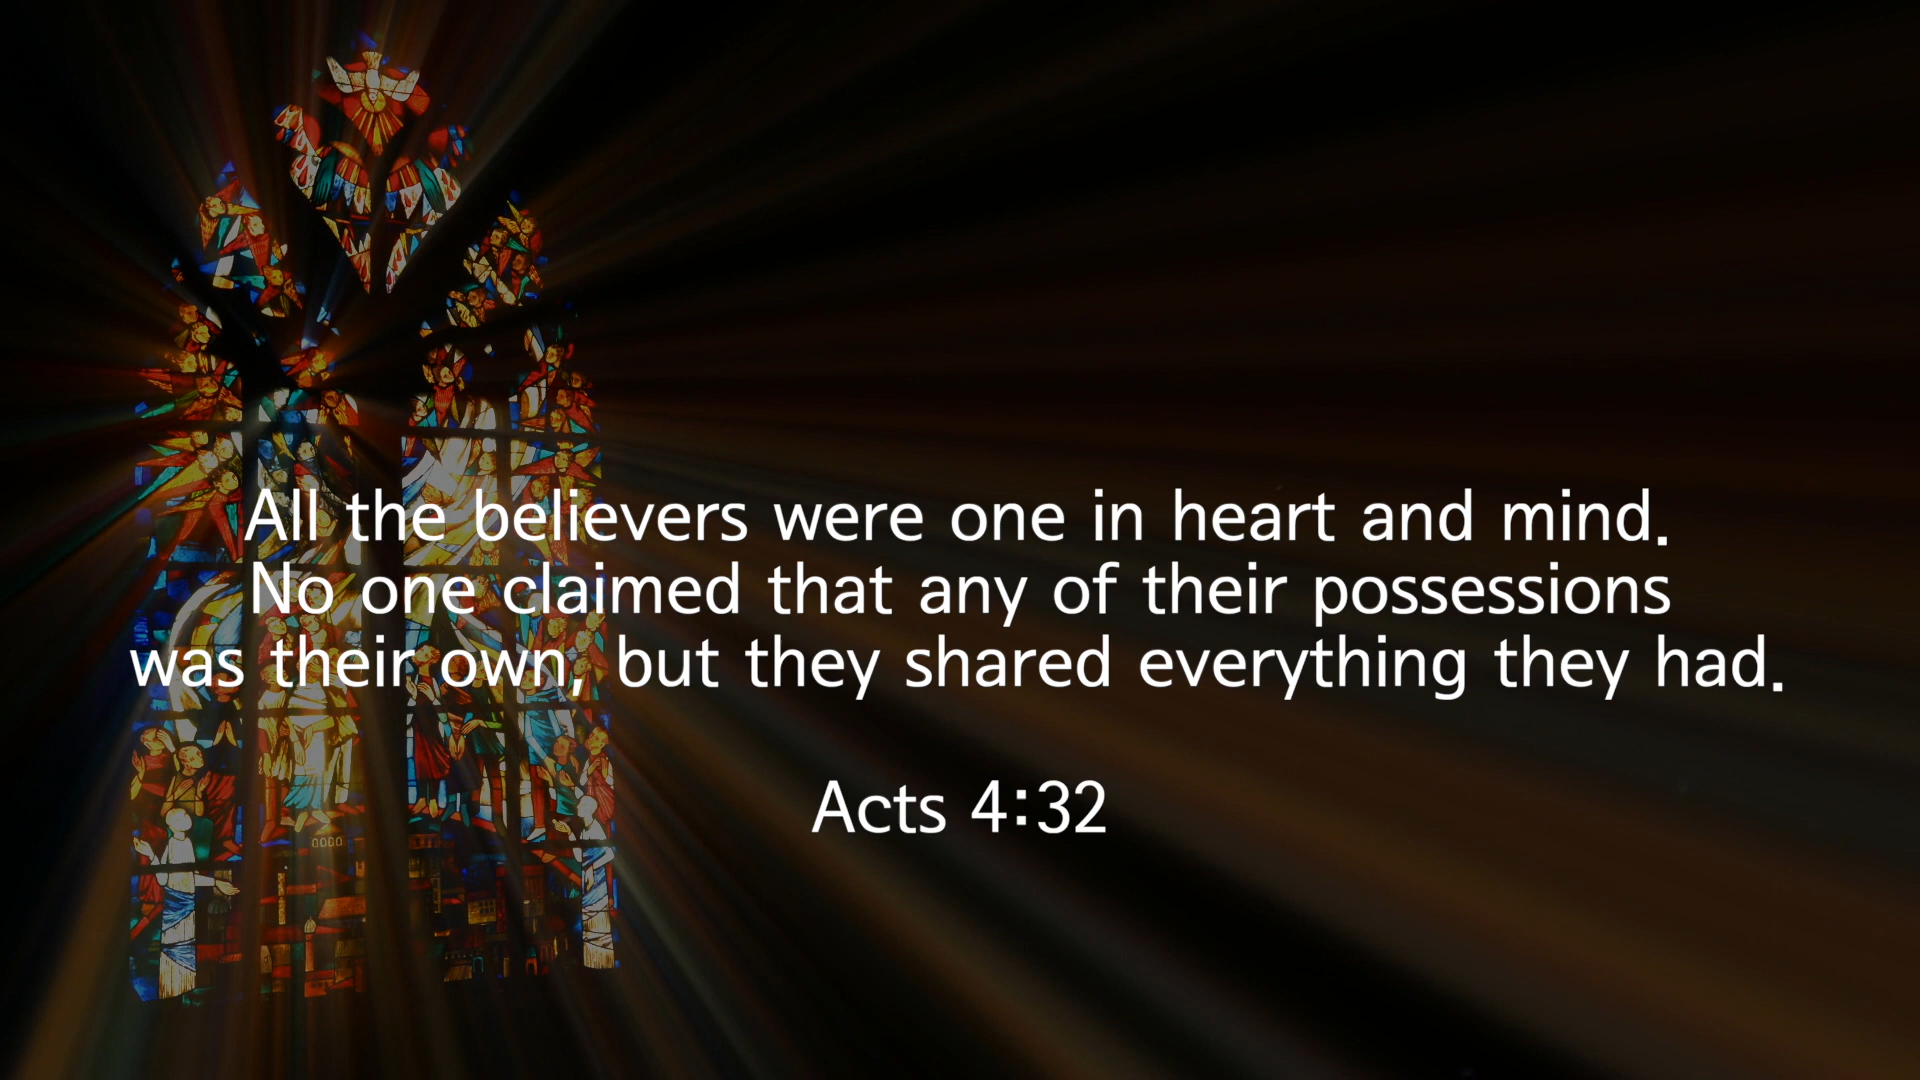 All the believers were one in heart and mind.
No one claimed that any of their possessions
was their own, but they shared everything they had.
Acts 4:32